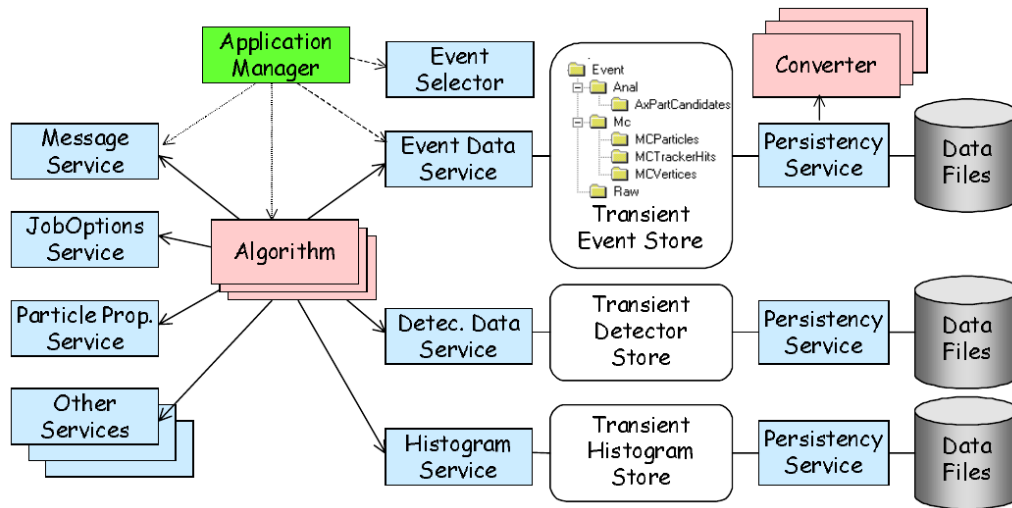 Application
Manager
Event
Selector
Event
Anal
AxPartCandidates
Mc
MCParticles
MCTrackerHits
MCVertices
Raw
Transient
Event Store
Converter
Message
Service
Event Data
Service
Persistency
Service
Data
Files
JobOptions
Service
Algorithm
Particle Prop.
Service
Detec. Data
Service
Transient
Detector
Store
Persistency
Service
Data
Files
Other
Services
Histogram
Service
Transient
Histogram
Store
Persistency
Service
Data
Files